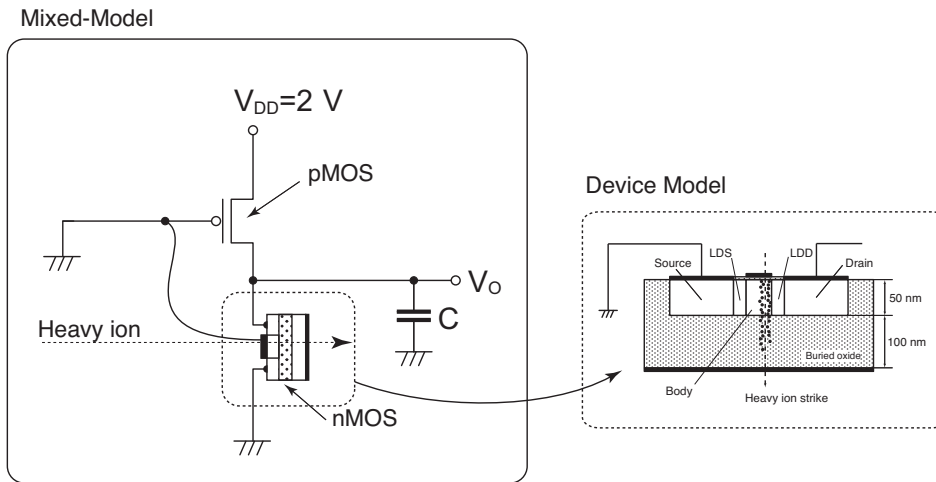 Mixed-Model
V_DD=2 V
pMOS
V_O
C
Heavy ion
nMOS
Device Model
LDS
LDD
Source
Drain
50 nm
100 nm
Buried oxide
Body
Heavy ion strike